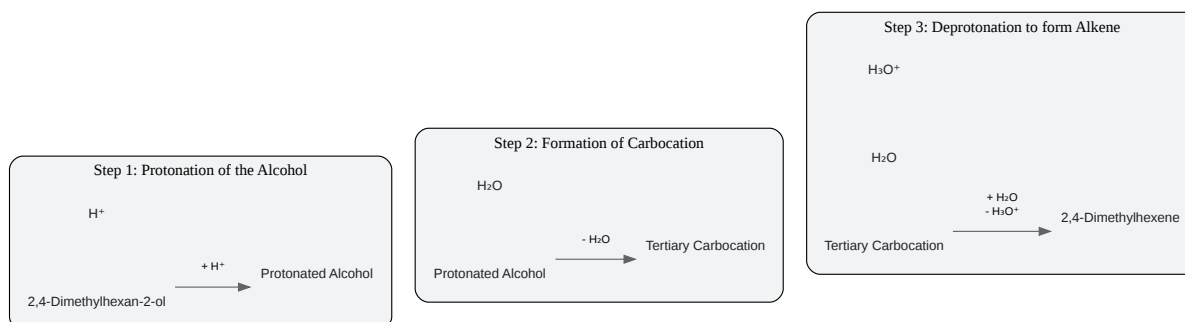 Step 1: Protonation of the Alcohol
H⁺
+ H⁺
Protonated Alcohol
2,4-Dimethylhexan-2-ol
Step 2: Formation of Carbocation
H₂O
- H₂O
Tertiary Carbocation
Protonated Alcohol
Step 3: Deprotonation to form Alkene
H₃O⁺
H₂O
+ H₂O
- H₃O⁺
2,4-Dimethylhexene
Tertiary Carbocation